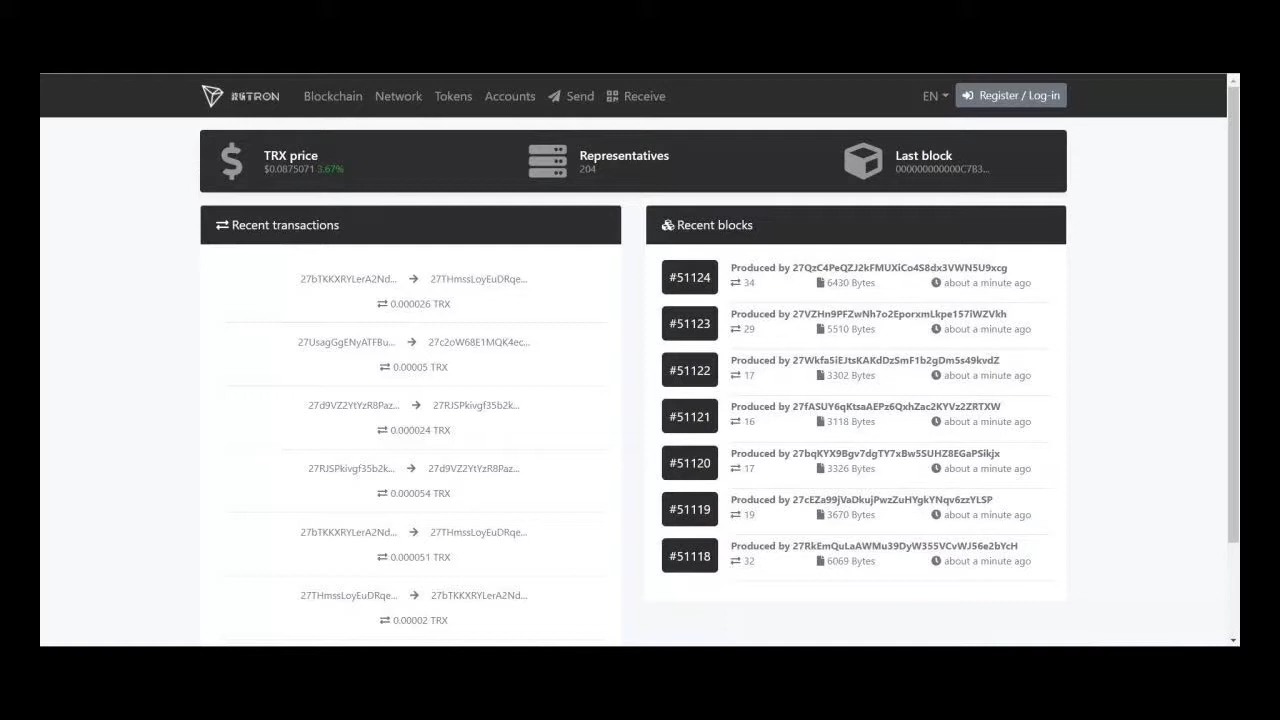 RGTRON Blockchain Network Tokens Accounts Send Receive EN Register / Log-in
TRX price
$0.0875071 3.67%
Representatives
204
Last block
000000000000C7B3...
Recent transactions
27bTKKXRYLerA2Nd... → 27THmssLoyEuDRqe...
0.000026 TRX
27UsagGgENyATFBu... → 27c2oW68E1MQK4ec...
0.00005 TRX
27d9VZ2YtYzR8Paz... → 27RJSPkivgf35b2k...
0.000024 TRX
27RJSPkivgf35b2k... → 27d9VZ2YtYzR8Paz...
0.000054 TRX
27bTKKXRYLerA2Nd... → 27THmssLoyEuDRqe...
0.000051 TRX
27THmssLoyEuDRqe... → 27bTKKXRYLerA2Nd...
0.00002 TRX
Recent blocks
#51124
Produced by 27QzC4PeQZJ2kFMUXiCo4S8dx3VWN5U9xcg
34 6430 Bytes about a minute ago
#51123
Produced by 27VZHn9PFZwNh7o2EporxmLkpe157iWZVkh
29 5510 Bytes about a minute ago
#51122
Produced by 27Wkfa5iEJtsKAKdDzSmF1b2gDm5s49kvdZ
17 3302 Bytes about a minute ago
#51121
Produced by 27fASUY6qKtsaAEPz6QxhZac2KYVz2ZRTXW
16 3118 Bytes about a minute ago
#51120
Produced by 27bqKYX9Bgv7dgTY7xBw5SUHZ8EGaPSikjx
17 3326 Bytes about a minute ago
#51119
Produced by 27cEZa99jVaDkujPwzZuHYgkYNqv6zzYLSP
19 3670 Bytes about a minute ago
#51118
Produced by 27RkEmQuLaAWMu39DyW355VCvWJ56e2bYcH
32 6069 Bytes about a minute ago